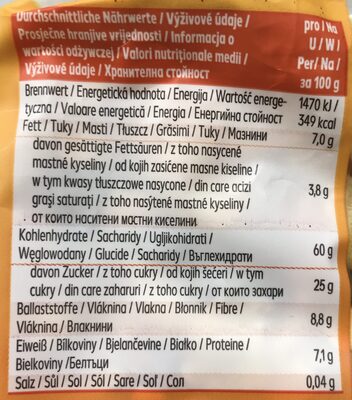 Durchschnittliche Nährwerte / Výživové údaje /
Prosječne hranjive vrijednosti / Informacja o
wartości odżywczej / Valori nutriționale medii /
Výživové údaje / Хранителна стойност
pro / Na
U / W /
Per/ Na /
за 100 g
Brennwert / Energetická hodnota / Energija / Wartość energe-
tyczna / Valoare energetică / Energia / Енергийна стойност
1470 kJ /
349 kcal
Fett / Tuky / Masti / Tłuszcz / Grăsimi / Tuky / Мазнини
7,0 g
davon gesättigte Fettsäuren / z toho nasycené
mastné kyseliny / od kojih zasićene masne kiseline /
w tym kwasy tłuszczowe nasycone / din care acizi
grași saturați / z toho nasýtené mastné kyseliny /
от които наситени мастни киселини
3,8 g
Kohlenhydrate / Sacharidy / Ugljikohidrati /
Węglowodany / Glucide / Sacharidy / Въглехидрати
60 g
davon Zucker / z toho cukry / od kojih šećeri / w tym
cukry / din care zaharuri / z toho cukry / от които захари
25 g
Ballaststoffe / Vláknina / Vlakna / Błonnik / Fibre /
Vláknina / Влакнини
8,8 g
Eiweiß / Bílkoviny / Bjelančevine / Białko / Proteine /
Bielkoviny /Белтъци
7,1 g
Salz / Sůl / Sol / Sól / Sare / Soľ / Сол
0,04 g